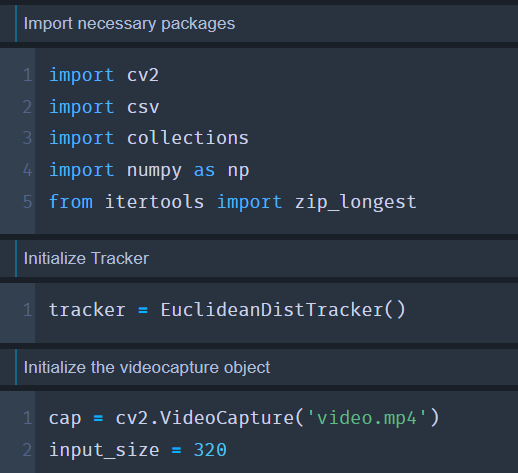 Import necessary packages
1 import cv2
2 import csv
3 import collections
4 import numpy as np
5 from itertools import zip_longest
Initialize Tracker
1 tracker = EuclideanDistTracker()
Initialize the videocapture object
1 cap = cv2.VideoCapture('video.mp4')
2 input_size = 320